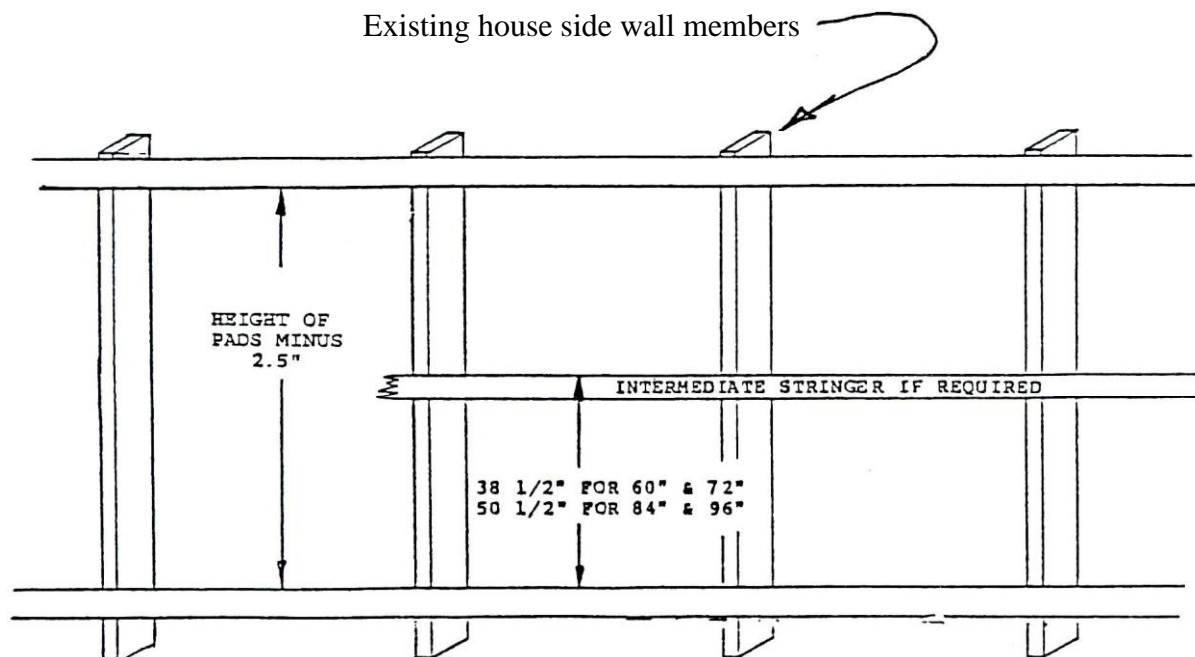 Existing house side wall members
HEIGHT OF
PADS MINUS
2.5"
INTERMEDIATE STRINGER IF REQUIRED
38 1/2" FOR 60" & 72"
50 1/2" FOR 84" & 96"